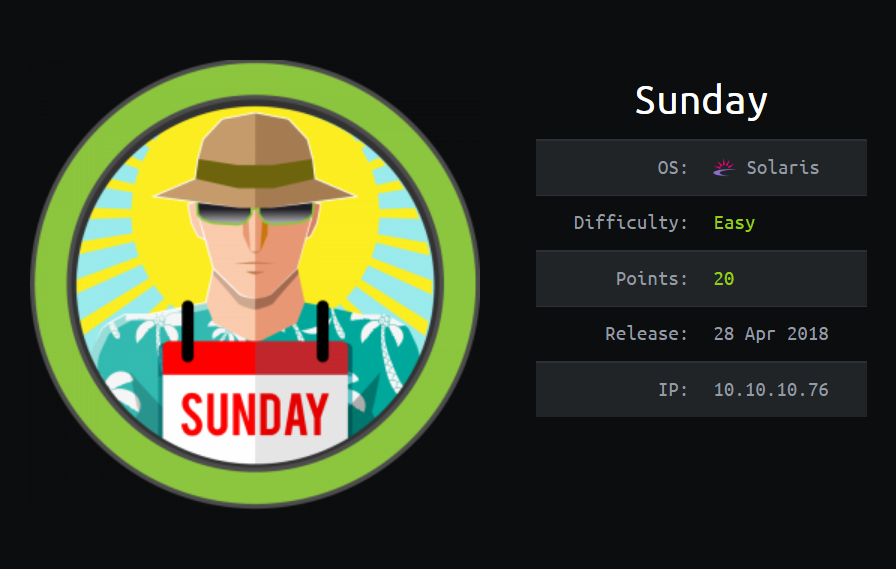 Sunday
OS: Solaris
Difficulty: Easy
Points: 20
Release: 28 Apr 2018
IP: 10.10.10.76
SUNDAY